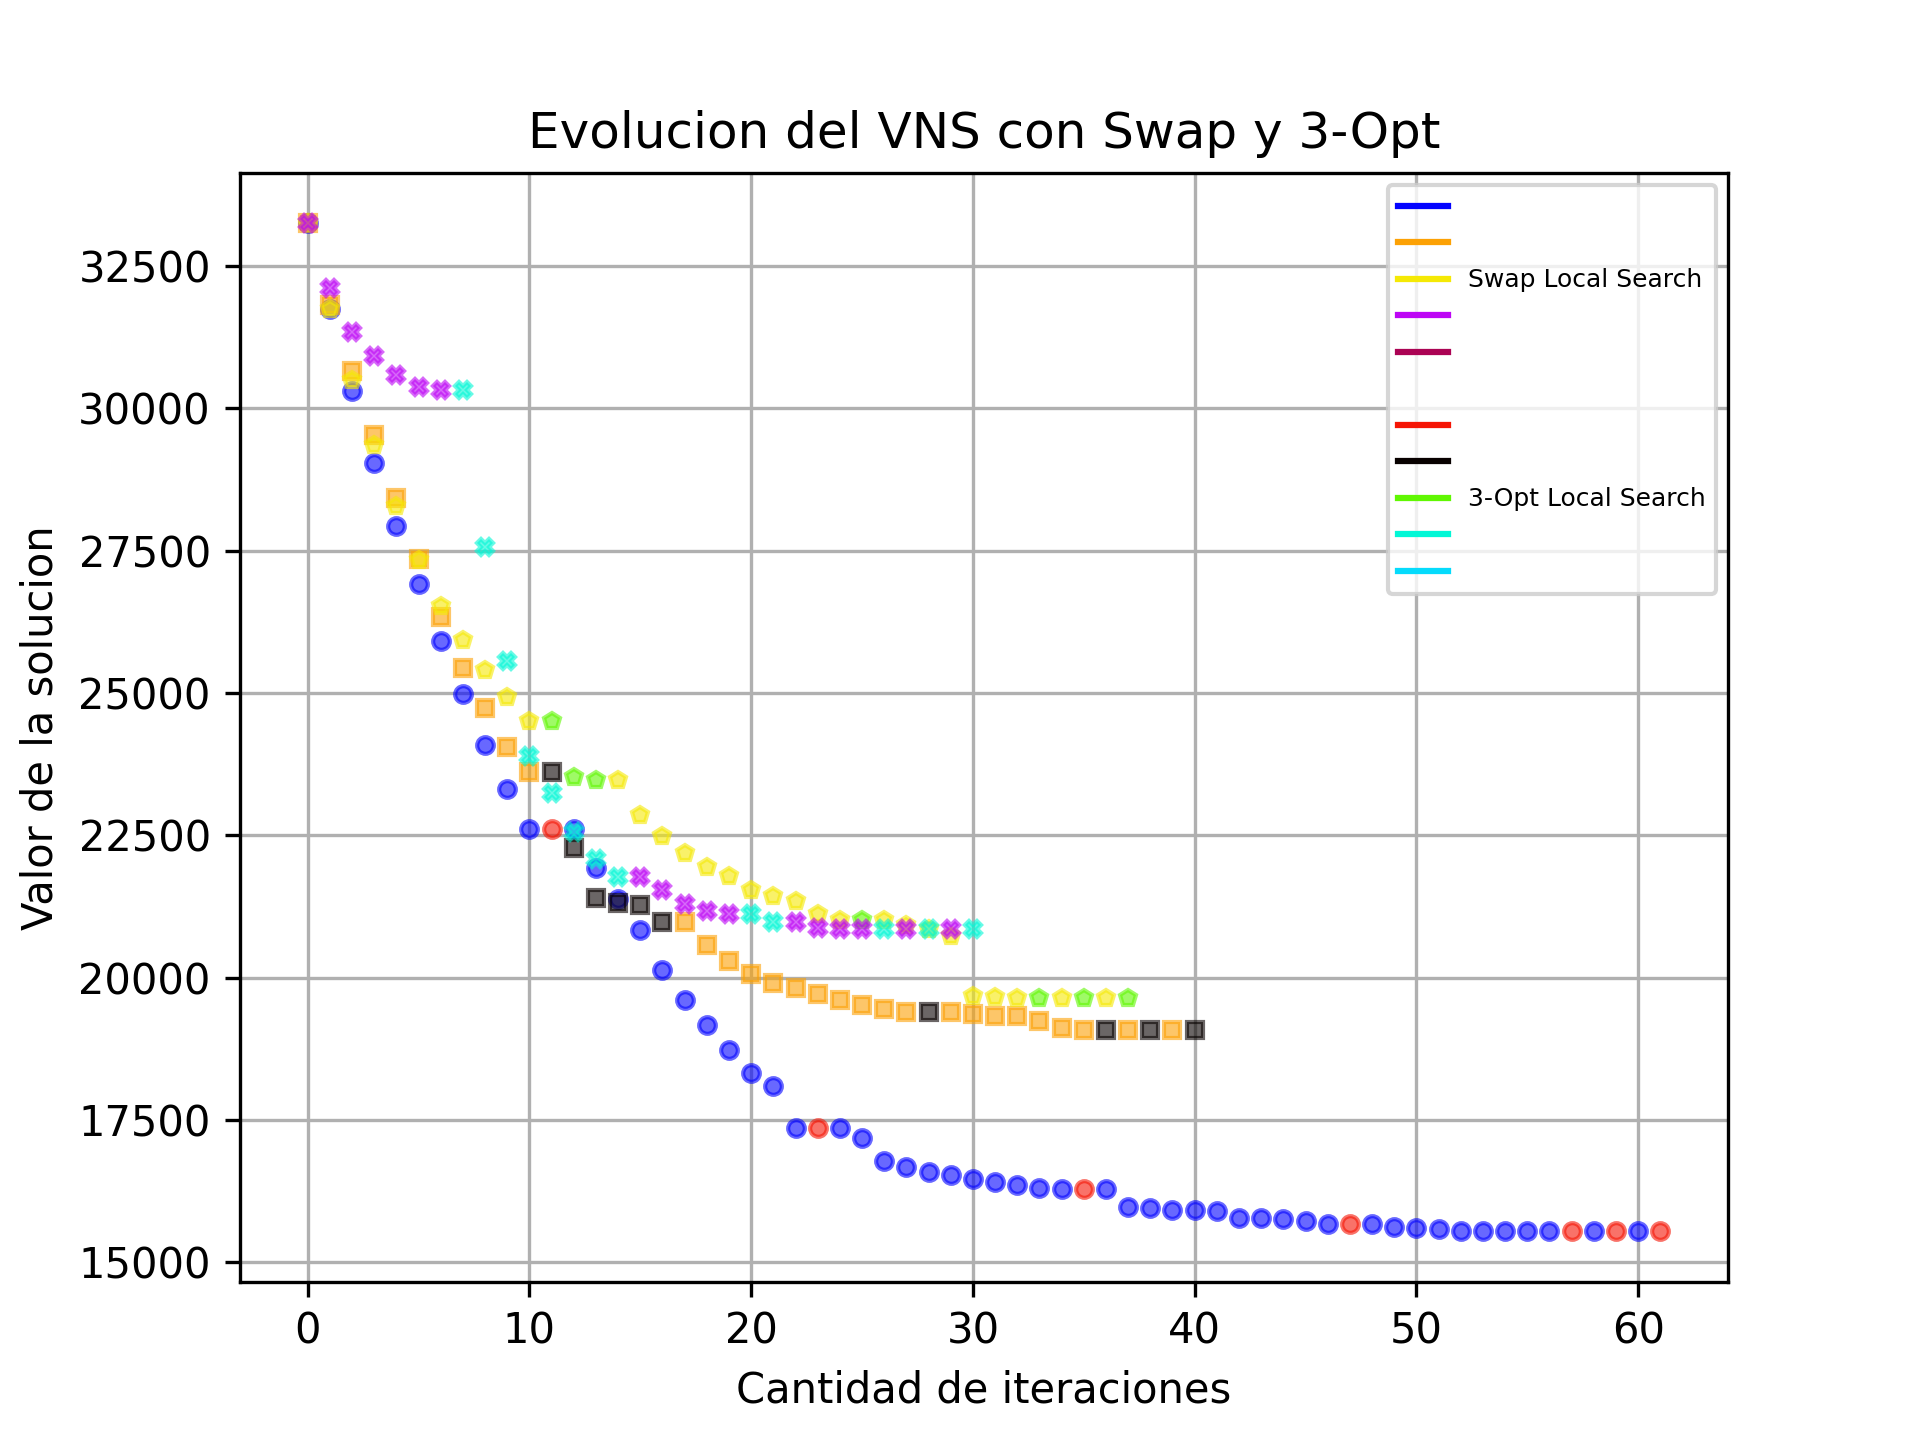 Evolucion del VNS con Swap y 3-Opt
Swap Local Search
3-Opt Local Search
Valor de la solucion
32500
30000
27500
25000
22500
20000
17500
15000
0 10 20 30 40 50 60
Cantidad de iteraciones